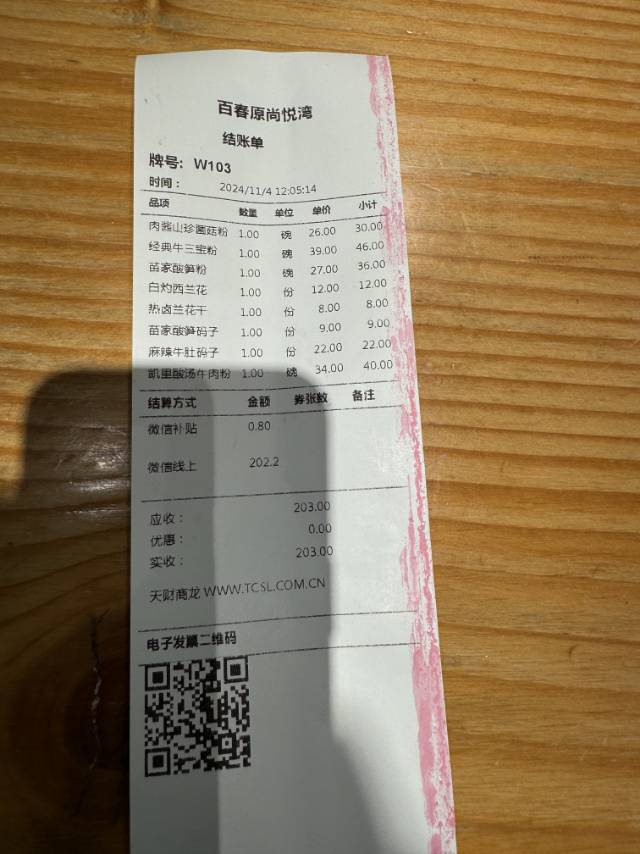 百春原尚悦湾
结账单
牌号: W103
时间: 2024/11/4 12:05:14
品项 数量 单位 单价 小计
肉酱山珍菌菇粉 1.00 碗 26.00 30.00
经典牛三宝粉 1.00 碗 39.00 46.00
苗家酸笋粉 1.00 碗 27.00 36.00
白灼西兰花 1.00 份 12.00 12.00
热卤兰花干 1.00 份 8.00 8.00
苗家酸笋码子 1.00 份 9.00 9.00
麻辣牛肚码子 1.00 份 22.00 22.00
凯里酸汤牛肉粉 1.00 碗 34.00 40.00
结算方式 金额 券张数 备注
微信补贴 0.80
微信线上 202.2
应收: 203.00
优惠: 0.00
实收: 203.00
天财商龙 WWW.TCSL.COM.CN
电子发票二维码